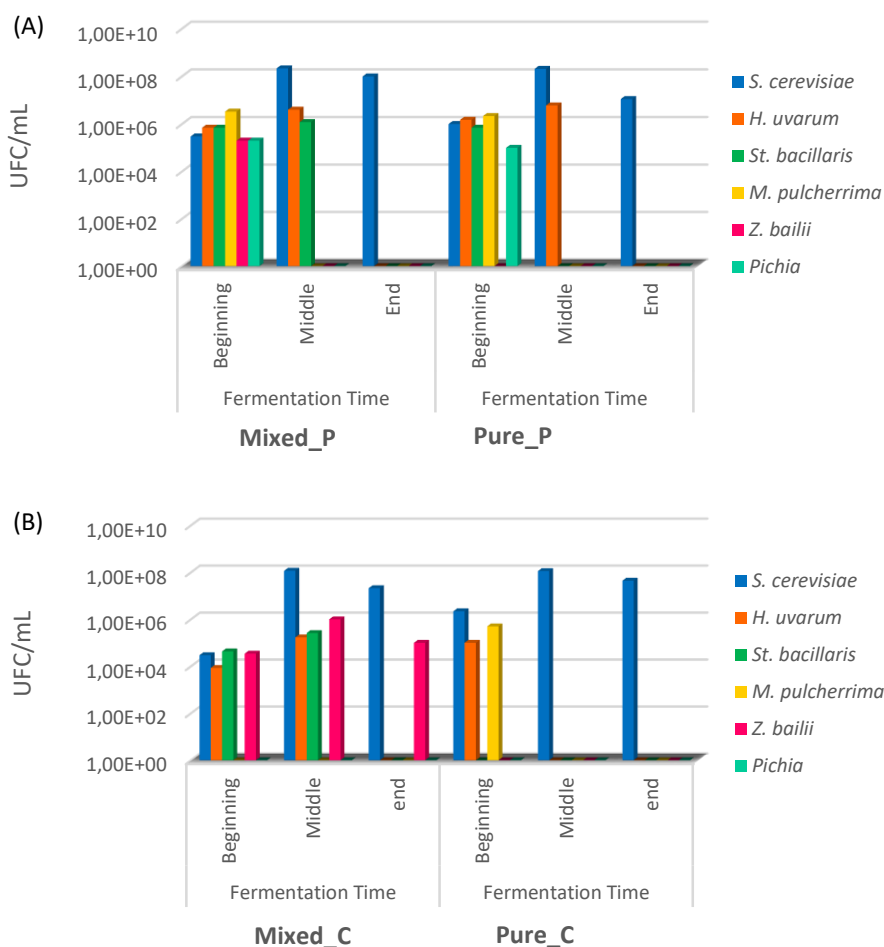 (A)
1,00E+10
1,00E+08
1,00E+06
1,00E+04
1,00E+02
1,00E+00
UFC/mL
Beginning
Middle
End
Beginning
Middle
End
Fermentation Time
Fermentation Time
Mixed_P
Pure_P
S. cerevisiae
H. uvarum
St. bacillaris
M. pulcherrima
Z. bailii
Pichia
(B)
1,00E+10
1,00E+08
1,00E+06
1,00E+04
1,00E+02
1,00E+00
UFC/mL
Beginning
Middle
end
Beginning
Middle
end
Fermentation Time
Fermentation Time
Mixed_C
Pure_C
S. cerevisiae
H. uvarum
St. bacillaris
M. pulcherrima
Z. bailii
Pichia